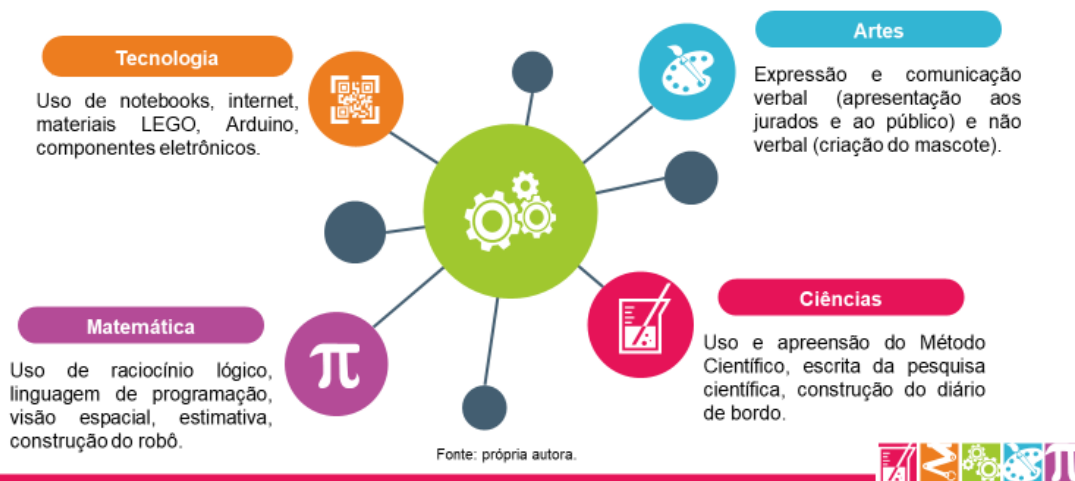 Tecnologia
Uso de notebooks, internet,
materiais LEGO, Arduino,
componentes eletrônicos.
Artes
Expressão e comunicação
verbal (apresentação aos
jurados e ao público) e não
verbal (criação do mascote).
Matemática
Uso de raciocínio lógico,
linguagem de programação,
visão espacial, estimativa,
construção do robô.
π
Ciências
Uso e apreensão do Método
Científico, escrita da pesquisa
científica, construção do diário
de bordo.
Fonte: própria autora.
π